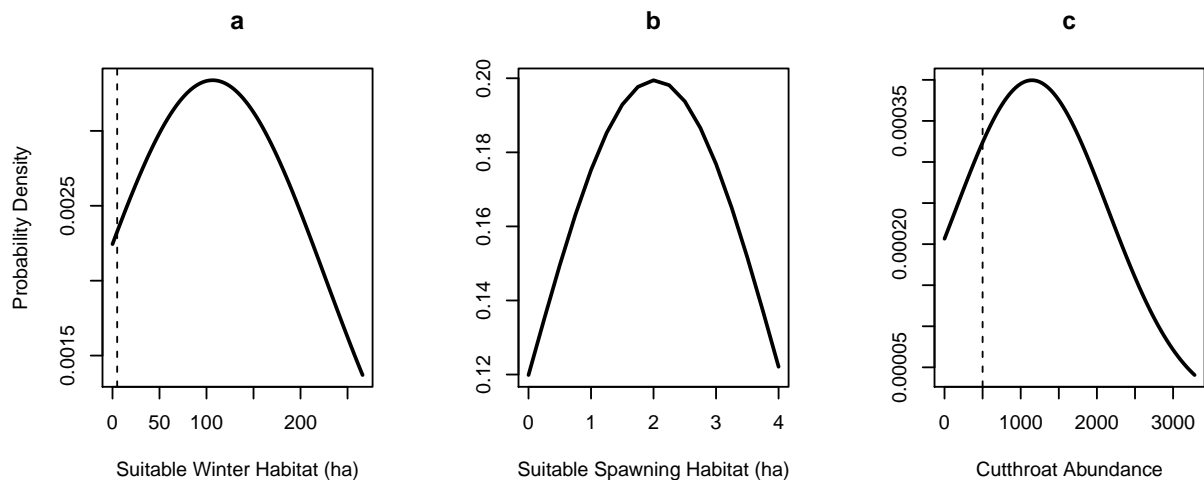 a
b
c
Probability Density
0.0015
0.0025
0 50 100 200
Suitable Winter Habitat (ha)
0.12
0.14
0.16
0.18
0.20
0 1 2 3 4
Suitable Spawning Habitat (ha)
0.00005
0.00020
0.00035
0 1000 2000 3000
Cutthroat Abundance